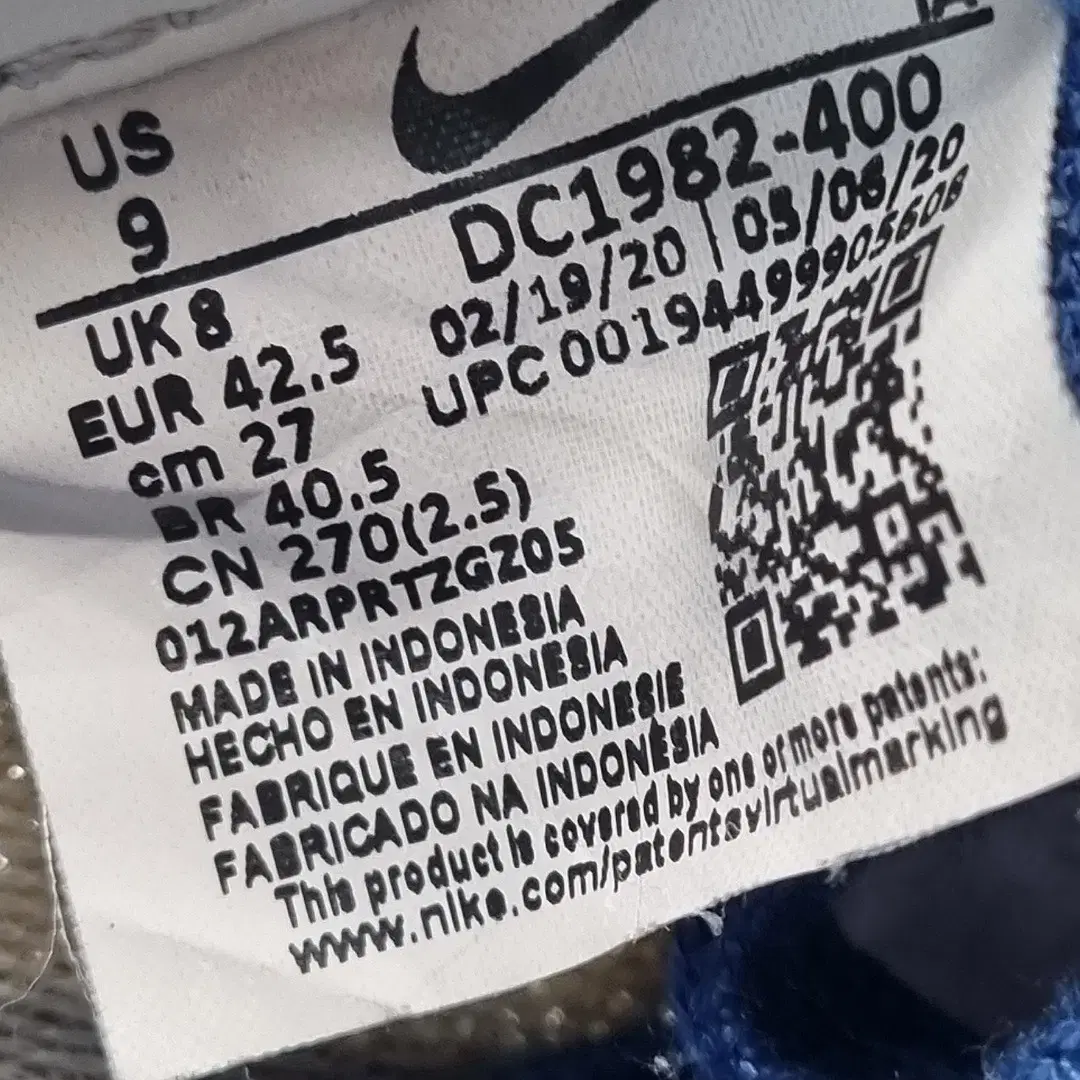 US
9
DC1982-400
02/19/20 | 05/06/20
UPC 00194499905608
UK 8
EUR 42.5
cm 27
BR 40.5
CN 270(2.5)
012ARPRTZGZ05
MADE IN INDONESIA
HECHO EN INDONESIA
FABRIQUE EN INDONESIE
FABRICADO NA INDONÉSIA
This product is covered by one or more patents:
www.nike.com/patentsvirtualmarking